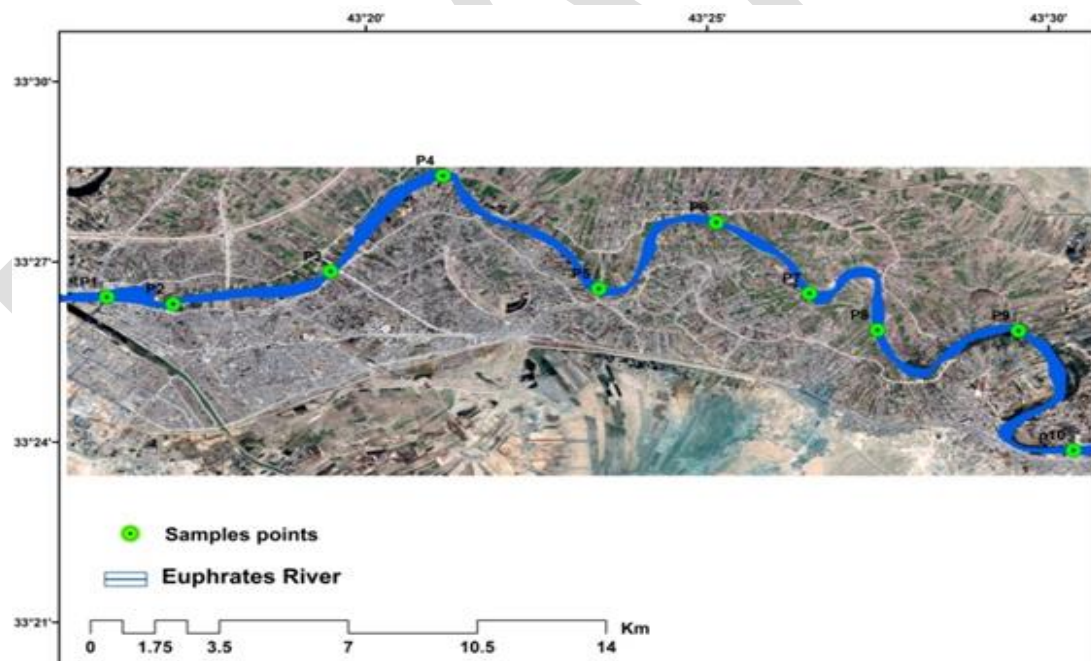 43°20' 43°25' 43°30'
33°30'
P4
P6
33°27'
P3
P5
P7
P1 P2
P8 P9
33°24'
p10
Samples points
Euphrates River
33°21'
Km
0 1.75 3.5 7 10.5 14